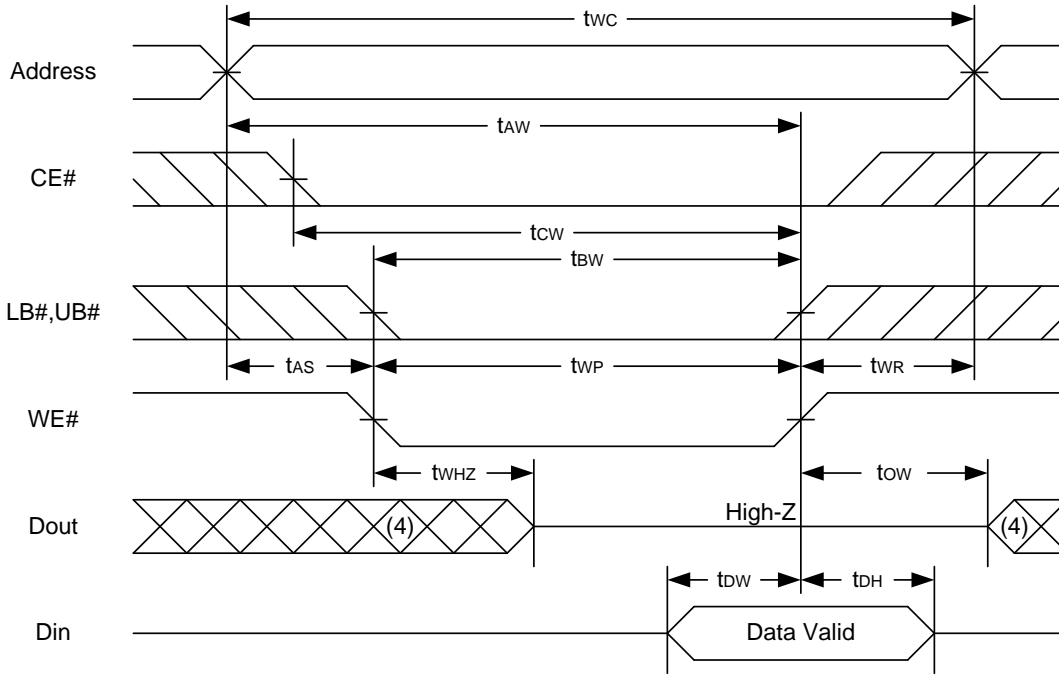 tWC
Address
tAW
CE#
tCW
tBW
LB#,UB#
tAS
tWP
tWR
WE#
tWHZ
tOW
High-Z
Dout
(4)
(4)
tDW
tDH
Din
Data Valid